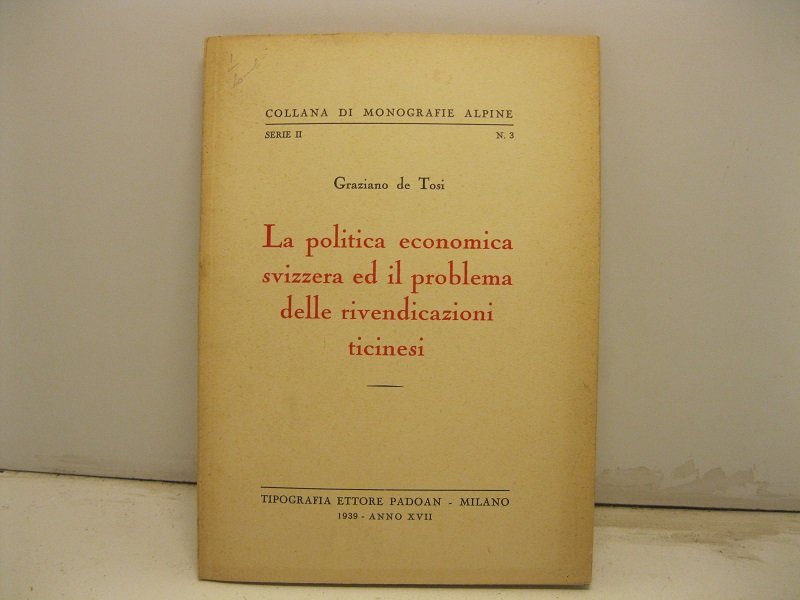 COLLANA DI MONOGRAFIE ALPINE
SERIE II N. 3
Graziano de Tosi
La politica economica
svizzera ed il problema
delle rivendicazioni
ticinesi
TIPOGRAFIA ETTORE PADOAN - MILANO
1939 - ANNO XVII